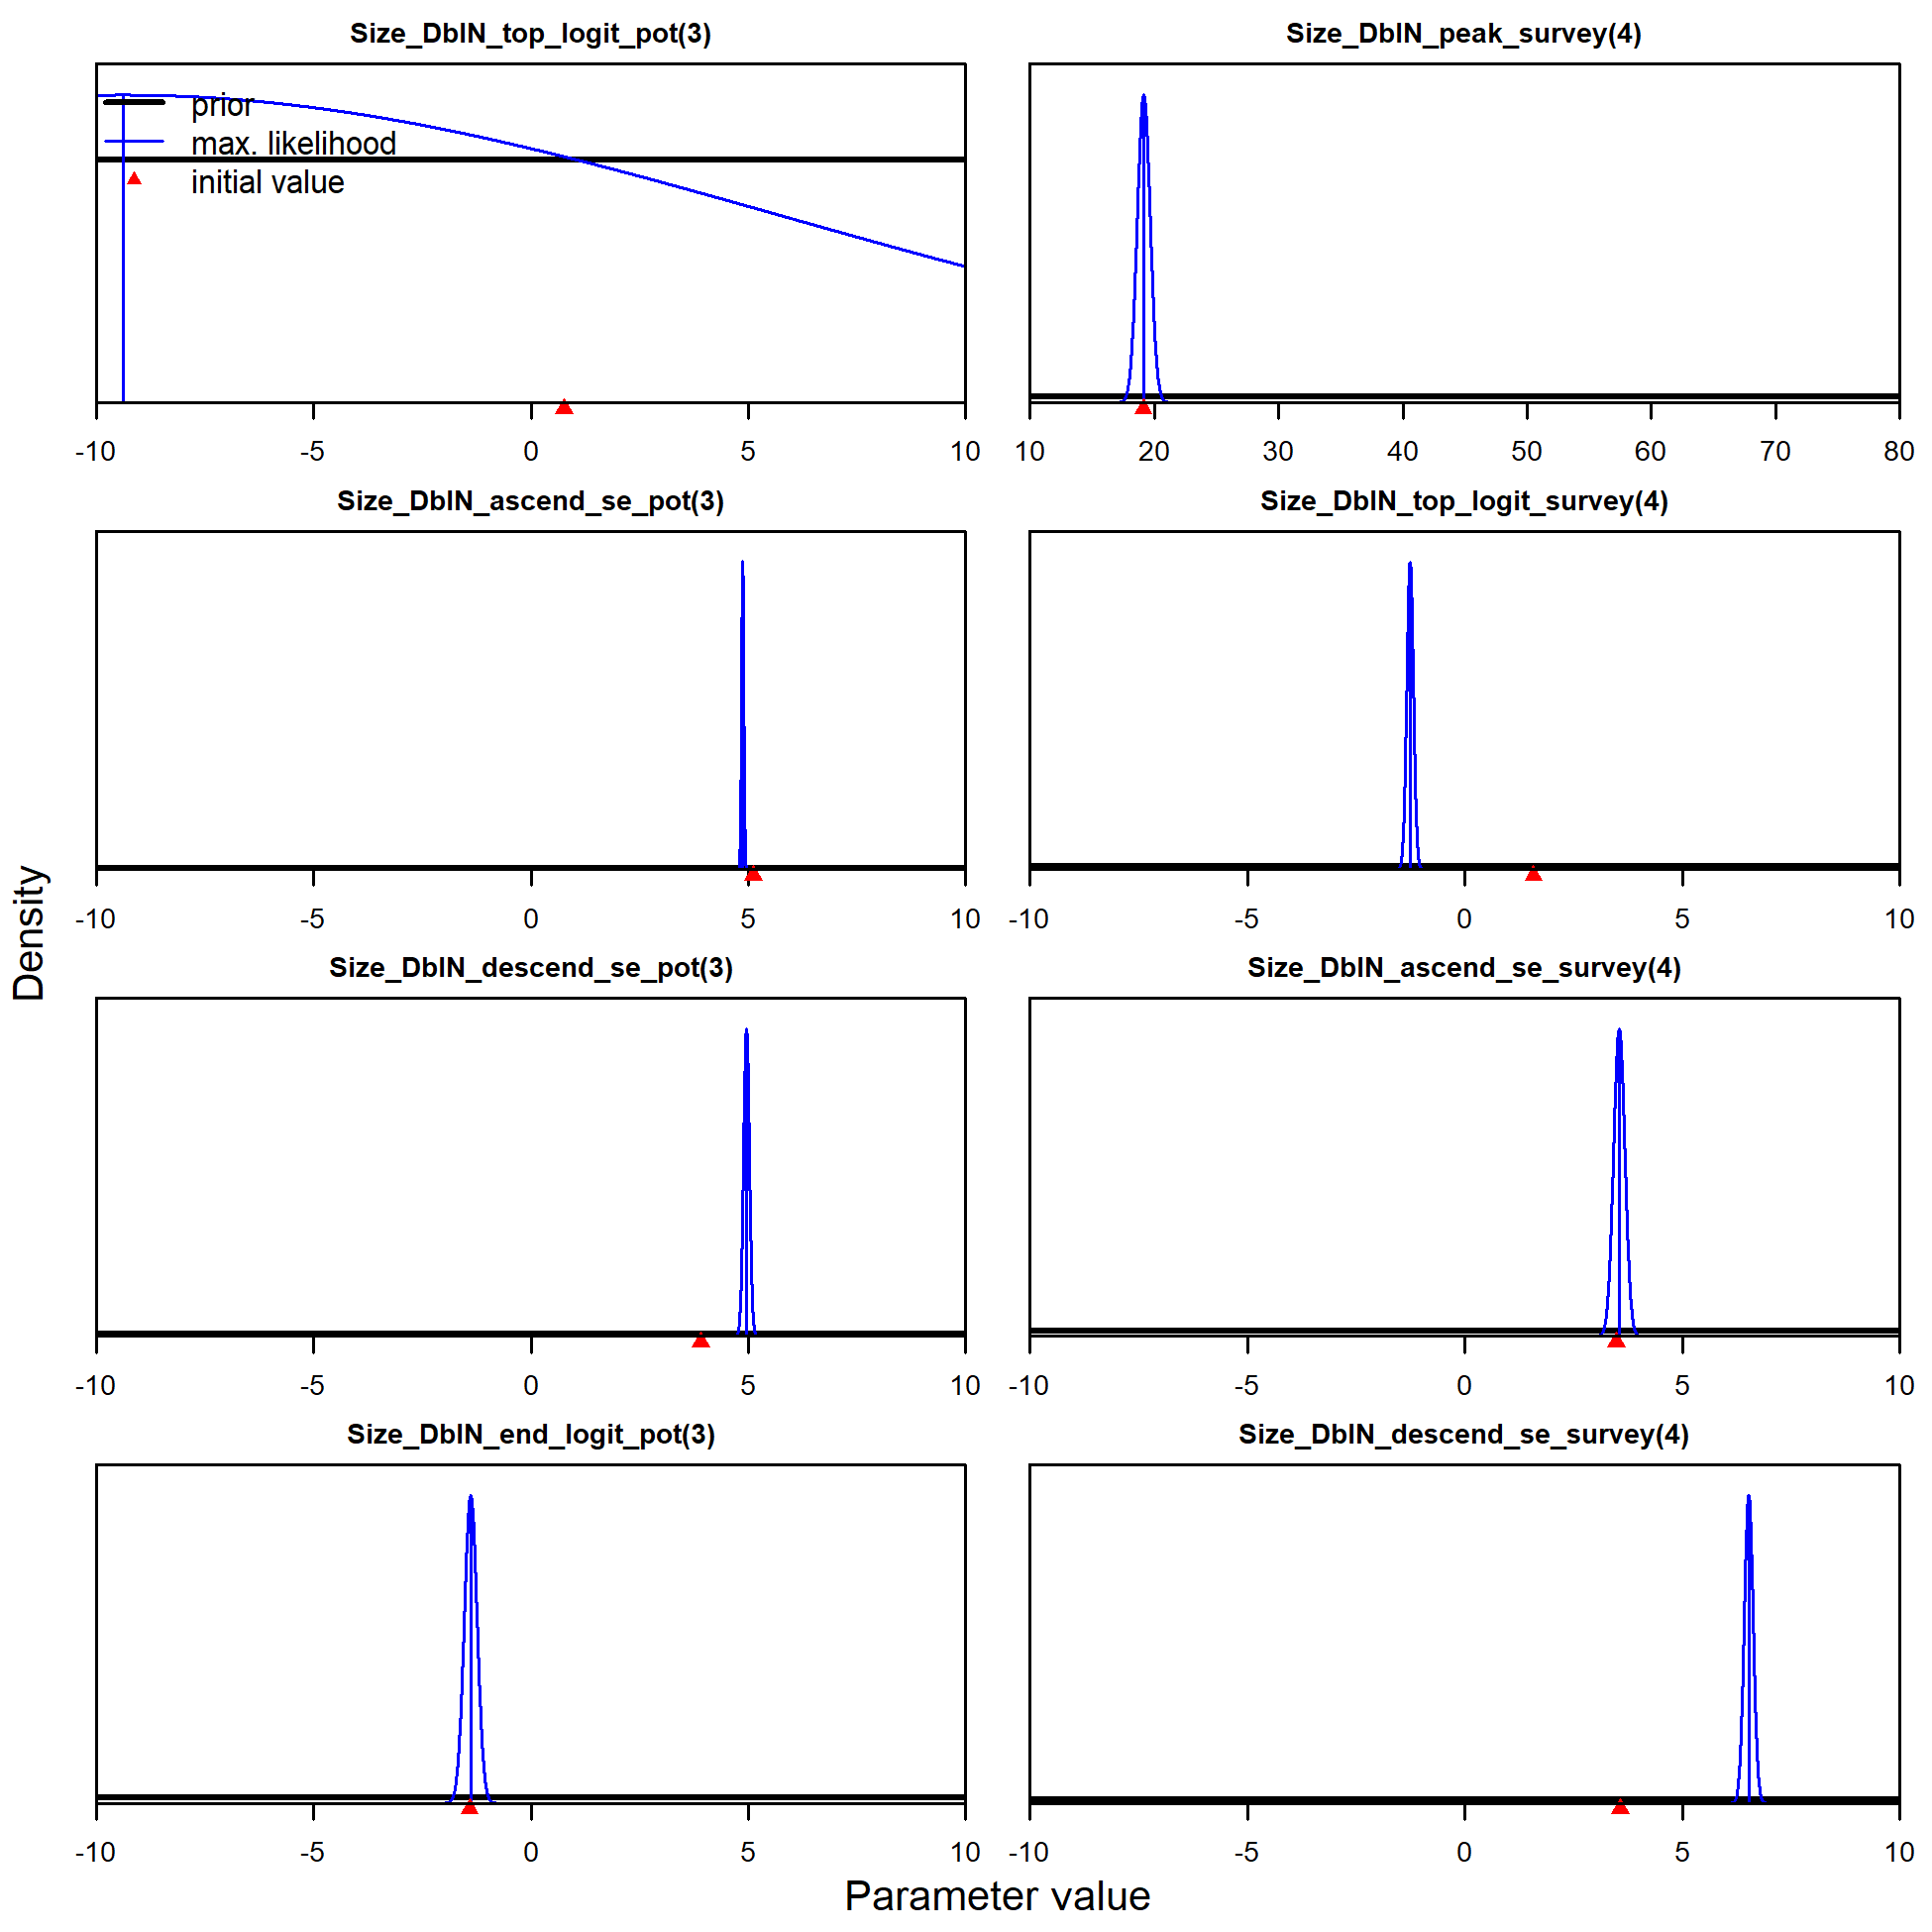 Size_DblN_top_logit_pot(3)
prior
max. likelihood
initial value
-10 -5 0 5 10
Size_DblN_peak_survey(4)
10 20 30 40 50 60 70 80
Size_DblN_ascend_se_pot(3)
-10 -5 0 5 10
Size_DblN_top_logit_survey(4)
-10 -5 0 5 10
Size_DblN_descend_se_pot(3)
-10 -5 0 5 10
Size_DblN_ascend_se_survey(4)
-10 -5 0 5 10
Size_DblN_end_logit_pot(3)
-10 -5 0 5 10
Size_DblN_descend_se_survey(4)
-10 -5 0 5 10
Density
Parameter value